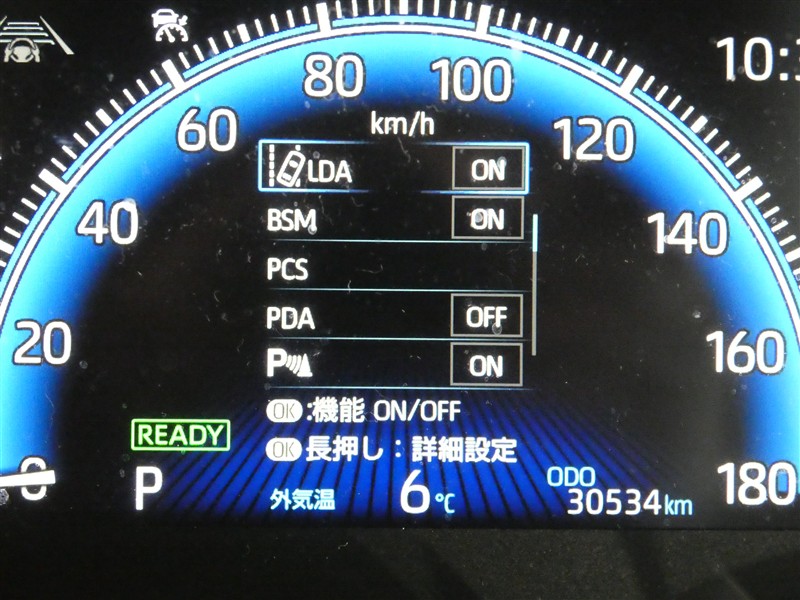 10:
80 100
km/h
60 120
LDA ON
BSM ON
40 140
PCS
PDA OFF
20 160
P ON
OK:機能 ON/OFF
READY
OK長押し：詳細設定
0 P 180
外気温 6℃
ODO
30534km